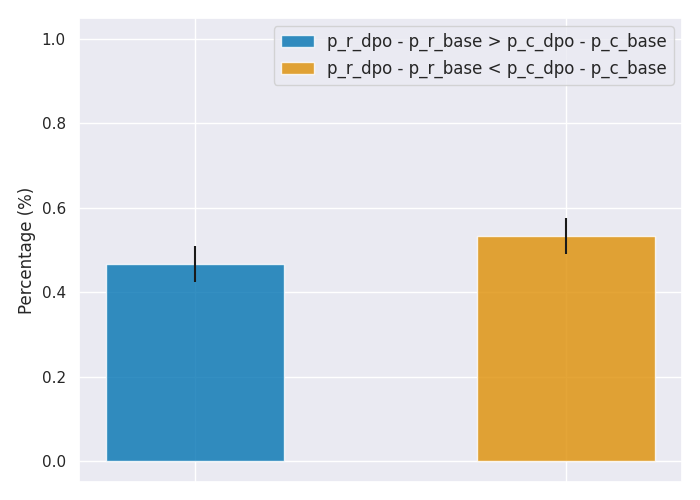 p_r_dpo - p_r_base > p_c_dpo - p_c_base
p_r_dpo - p_r_base < p_c_dpo - p_c_base
Percentage (%)
1.0
0.8
0.6
0.4
0.2
0.0